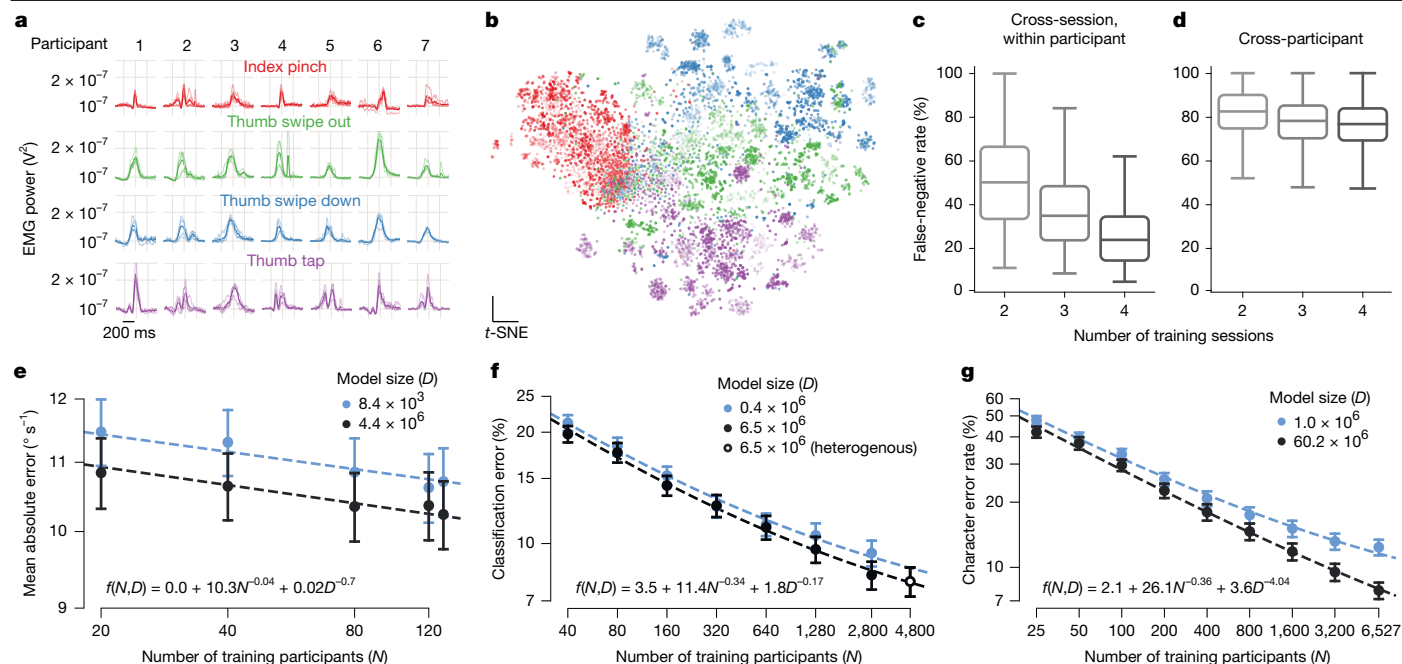 a
Participant 1 2 3 4 5 6 7
Index pinch
2 × 10⁻⁷
10⁻⁷
Thumb swipe out
2 × 10⁻⁷
10⁻⁷
Thumb swipe down
2 × 10⁻⁷
10⁻⁷
Thumb tap
2 × 10⁻⁷
10⁻⁷
EMG power (V²)
200 ms
b
t-SNE
c
Cross-session,
within participant
False-negative rate (%)
100
80
60
40
20
0
2 3 4
d
Cross-participant
100
80
60
40
20
0
2 3 4
Number of training sessions
e
Model size (D)
8.4 × 10³
4.4 × 10⁶
Mean absolute error (° s⁻¹)
12
11
10
9
f(N,D) = 0.0 + 10.3N⁻⁰·⁰⁴ + 0.02D⁻⁰·⁷
20 40 80 120
Number of training participants (N)
f
Model size (D)
0.4 × 10⁶
6.5 × 10⁶
6.5 × 10⁶ (heterogenous)
Classification error (%)
25
20
15
10
7
f(N,D) = 3.5 + 11.4N⁻⁰·³⁴ + 1.8D⁻⁰·¹⁷
40 80 160 320 640 1,280 2,800 4,800
Number of training participants (N)
g
Model size (D)
1.0 × 10⁶
60.2 × 10⁶
Character error rate (%)
60
50
40
30
20
10
7
f(N,D) = 2.1 + 26.1N⁻⁰·³⁶ + 3.6D⁻⁴·⁰⁴
25 50 100 200 400 800 1,600 3,200 6,527
Number of training participants (N)